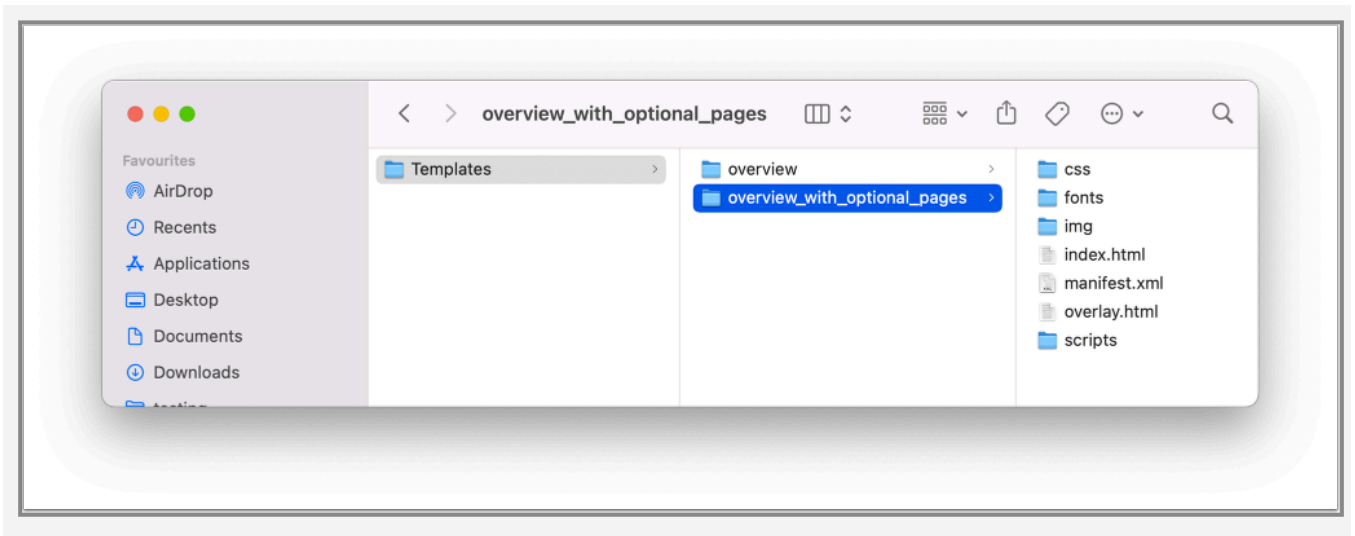 overview_with_optional_pages
Favourites
AirDrop
Recents
Applications
Desktop
Documents
Downloads
Templates
overview
overview_with_optional_pages
css
fonts
img
index.html
manifest.xml
overlay.html
scripts